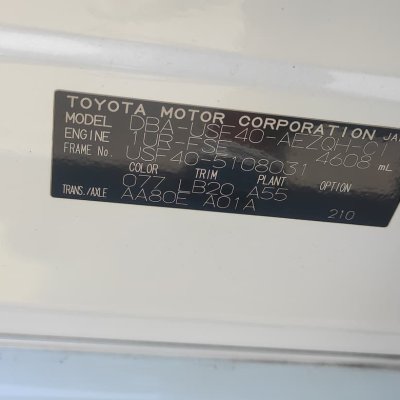 TOYOTA MOTOR CORPORATION JA
MODEL DBA-USF40-AEZQH-C1
ENGINE 1UR-FSE 4608 mL
FRAME No. USF40-5108031
COLOR TRIM PLANT OPTION
077 LB20 A55
TRANS./AXLE AA80E A01A 210